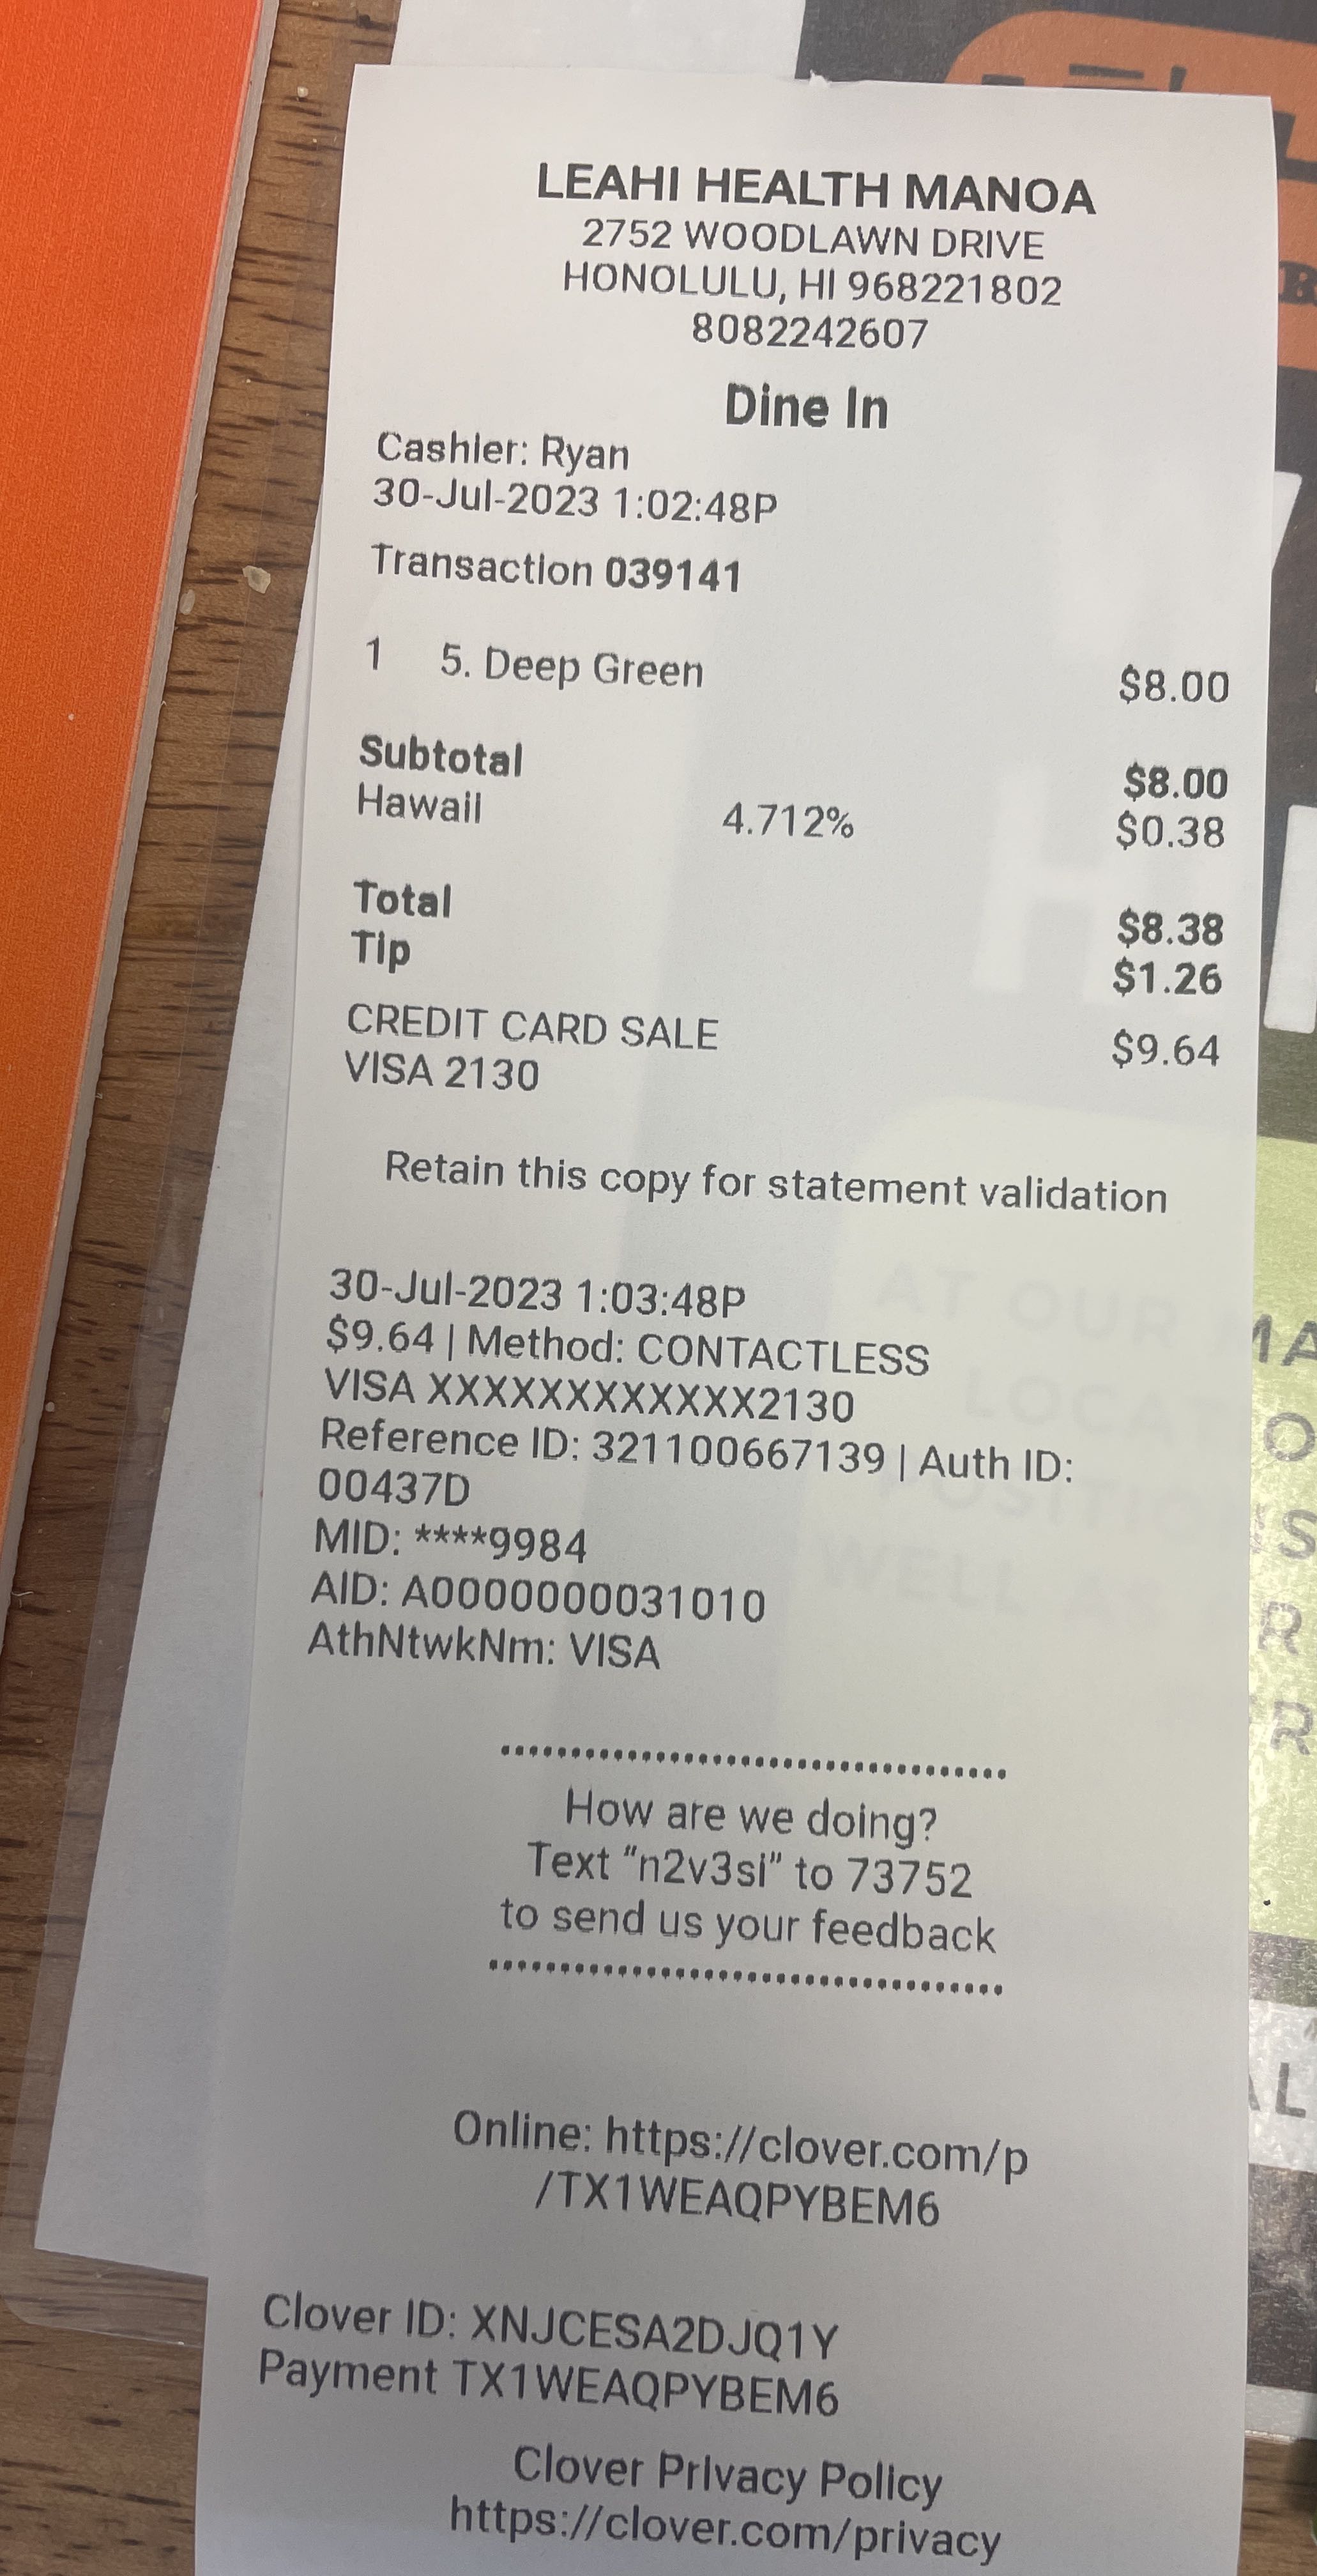 LEAHI HEALTH MANOA
2752 WOODLAWN DRIVE
HONOLULU, HI 968221802
8082242607
Dine In
Cashier: Ryan
30-Jul-2023 1:02:48P
Transaction 039141
1 5. Deep Green $8.00
Subtotal $8.00
Hawaii 4.712% $0.38
Total $8.38
Tip $1.26
CREDIT CARD SALE $9.64
VISA 2130
Retain this copy for statement validation
30-Jul-2023 1:03:48P
$9.64 | Method: CONTACTLESS
VISA XXXXXXXXXXXX2130
Reference ID: 321100667139 | Auth ID:
00437D
MID: ****9984
AID: A0000000031010
AthNtwkNm: VISA
How are we doing?
Text "n2v3si" to 73752
to send us your feedback
Online: https://clover.com/p
/TX1WEAQPYBEM6
Clover ID: XNJCESA2DJQ1Y
Payment TX1WEAQPYBEM6
Clover Privacy Policy
https://clover.com/privacy
AT OUR
WELL